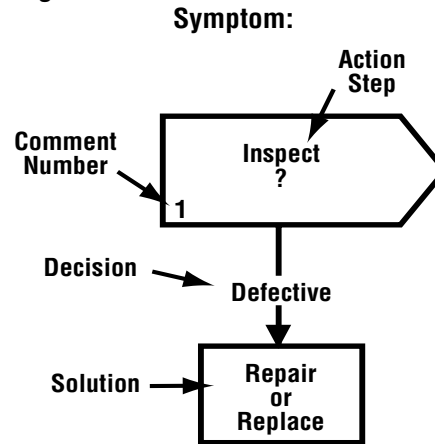 Symptom:
Action
Step
Comment
Number
Inspect
?
1
Decision
Defective
Solution
Repair
or
Replace